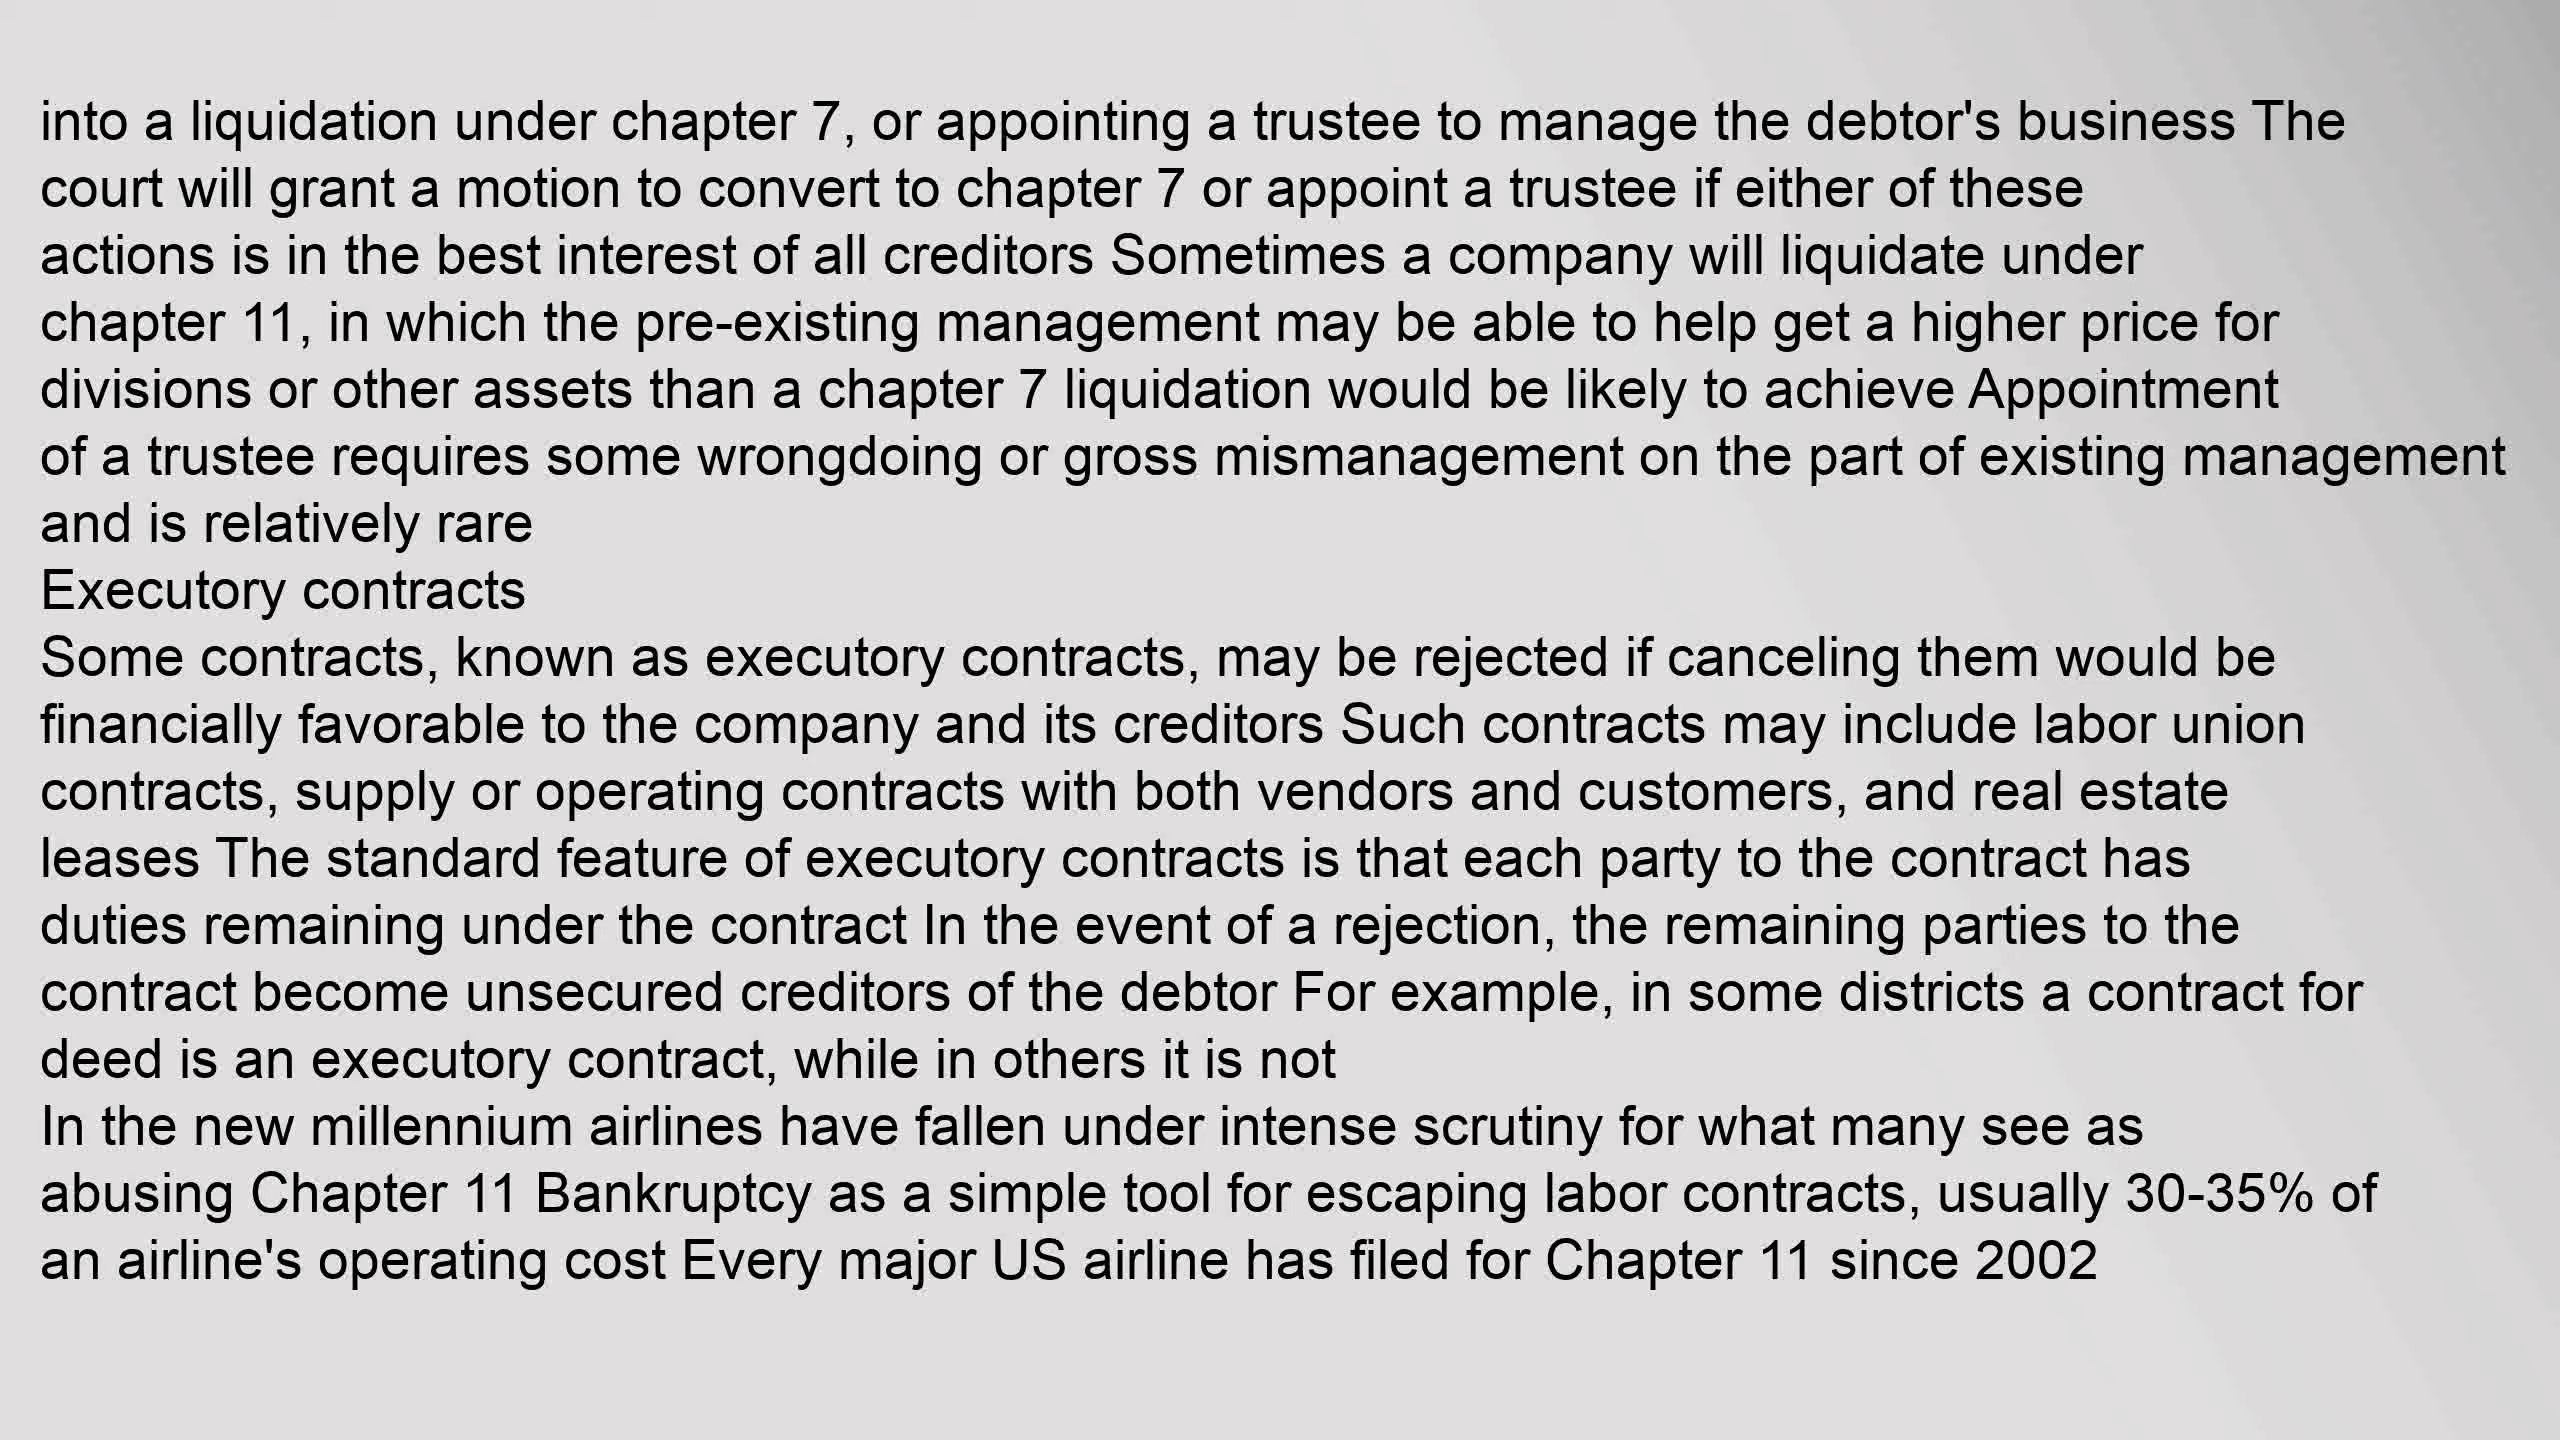 into a liquidation under chapter 7, or appointing a trustee to manage the debtor's business The
court will grant a motion to convert to chapter 7 or appoint a trustee if either of these
actions is in the best interest of all creditors Sometimes a company will liquidate under
chapter 11, in which the pre-existing management may be able to help get a higher price for
divisions or other assets than a chapter 7 liquidation would be likely to achieve Appointment
of a trustee requires some wrongdoing or gross mismanagement on the part of existing management
and is relatively rare
Executory contracts
Some contracts, known as executory contracts, may be rejected if canceling them would be
financially favorable to the company and its creditors Such contracts may include labor union
contracts, supply or operating contracts with both vendors and customers, and real estate
leases The standard feature of executory contracts is that each party to the contract has
duties remaining under the contract In the event of a rejection, the remaining parties to the
contract become unsecured creditors of the debtor For example, in some districts a contract for
deed is an executory contract, while in others it is not
In the new millennium airlines have fallen under intense scrutiny for what many see as
abusing Chapter 11 Bankruptcy as a simple tool for escaping labor contracts, usually 30-35% of
an airline's operating cost Every major US airline has filed for Chapter 11 since 2002